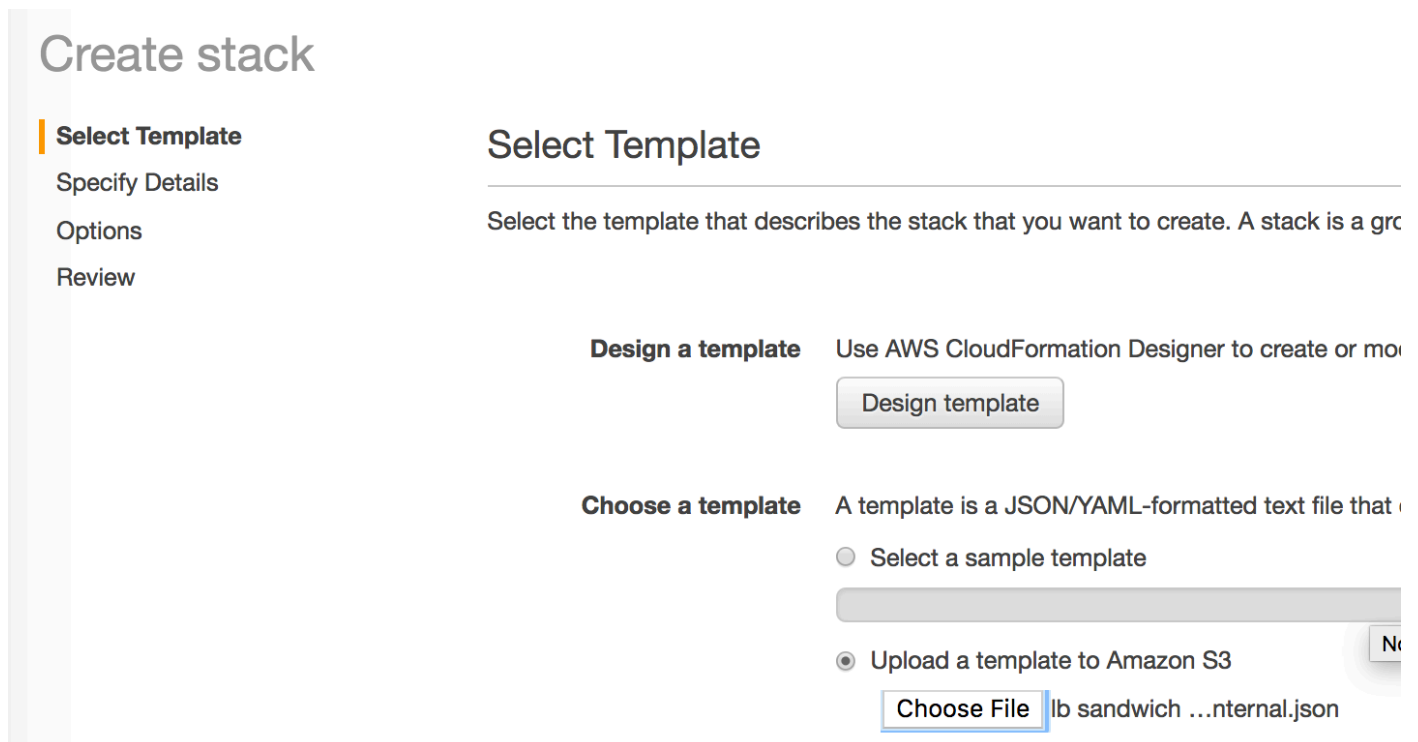 Create stack
Select Template
Specify Details
Options
Review
Select Template
Select the template that describes the stack that you want to create. A stack is a
Design a template
Use AWS CloudFormation Designer to create or
Design template
Choose a template
A template is a JSON/YAML-formatted text file that
Select a sample template
Upload a template to Amazon S3
Choose File lb sandwich …nternal.json